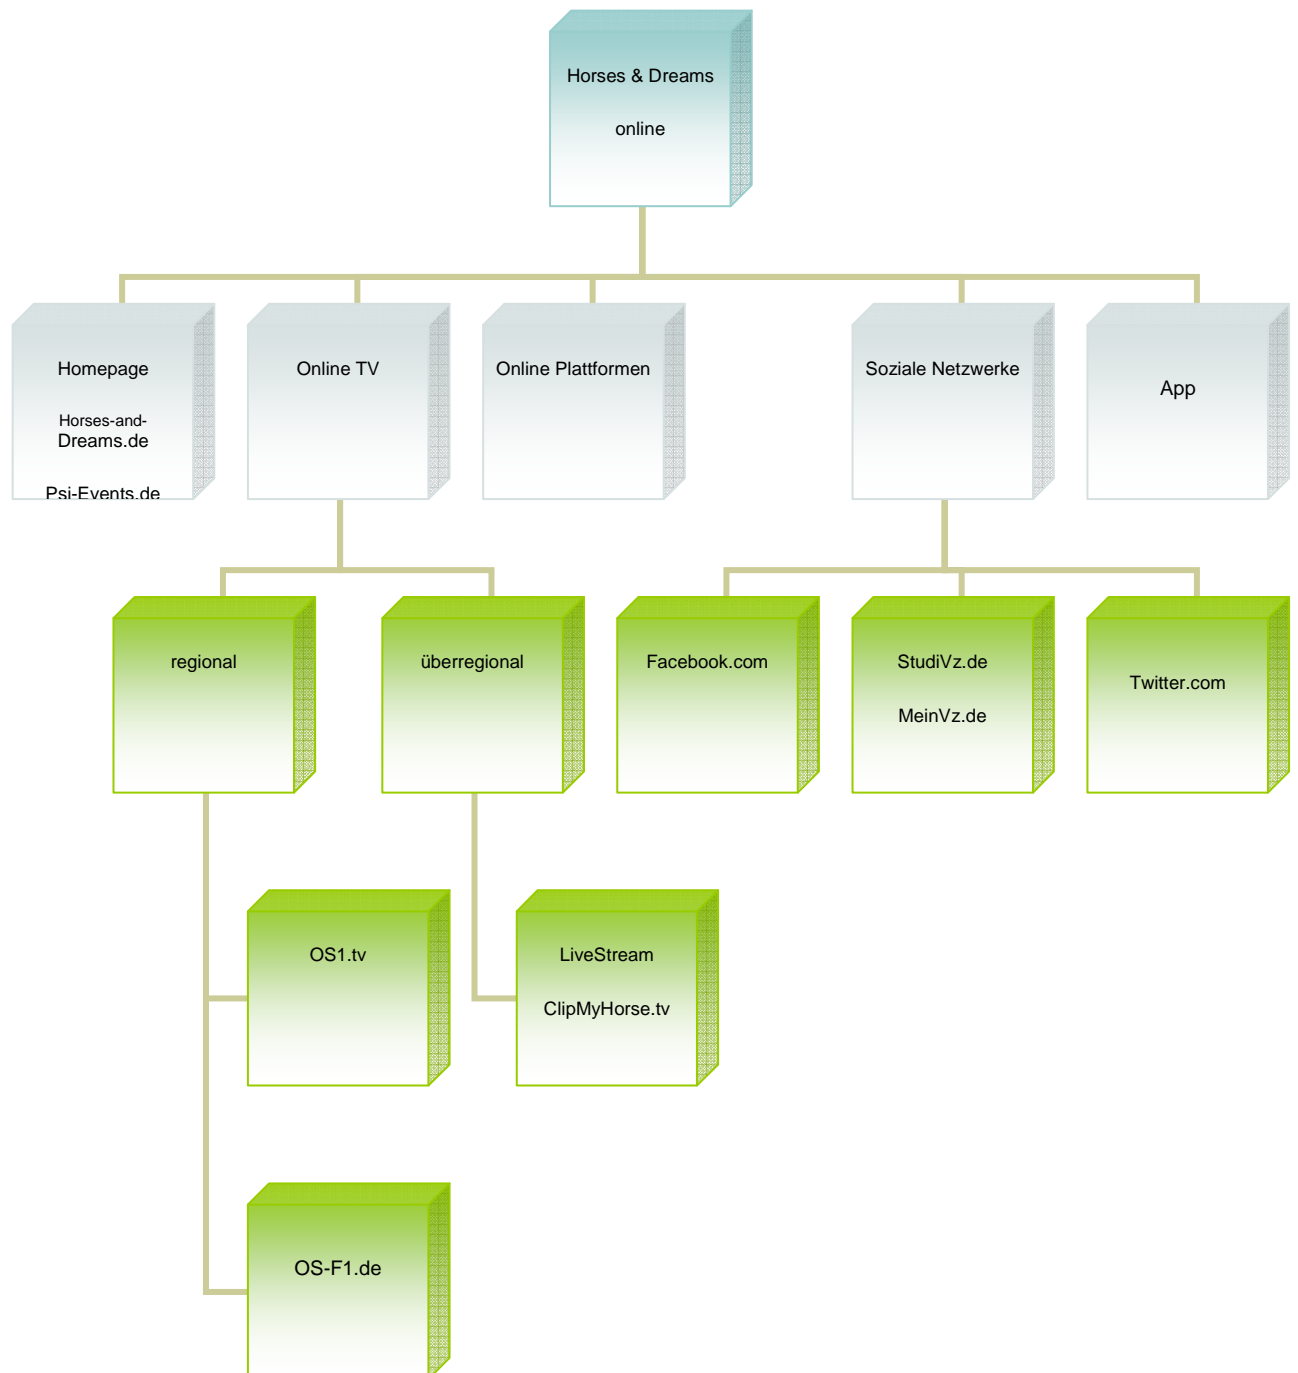 Horses & Dreams
online
Homepage
Horses-and-
Dreams.de
Psi-Events.de
Online TV
Online Plattformen
Soziale Netzwerke
App
regional
überregional
Facebook.com
StudiVz.de
MeinVz.de
Twitter.com
OS1.tv
LiveStream
ClipMyHorse.tv
OS-F1.de